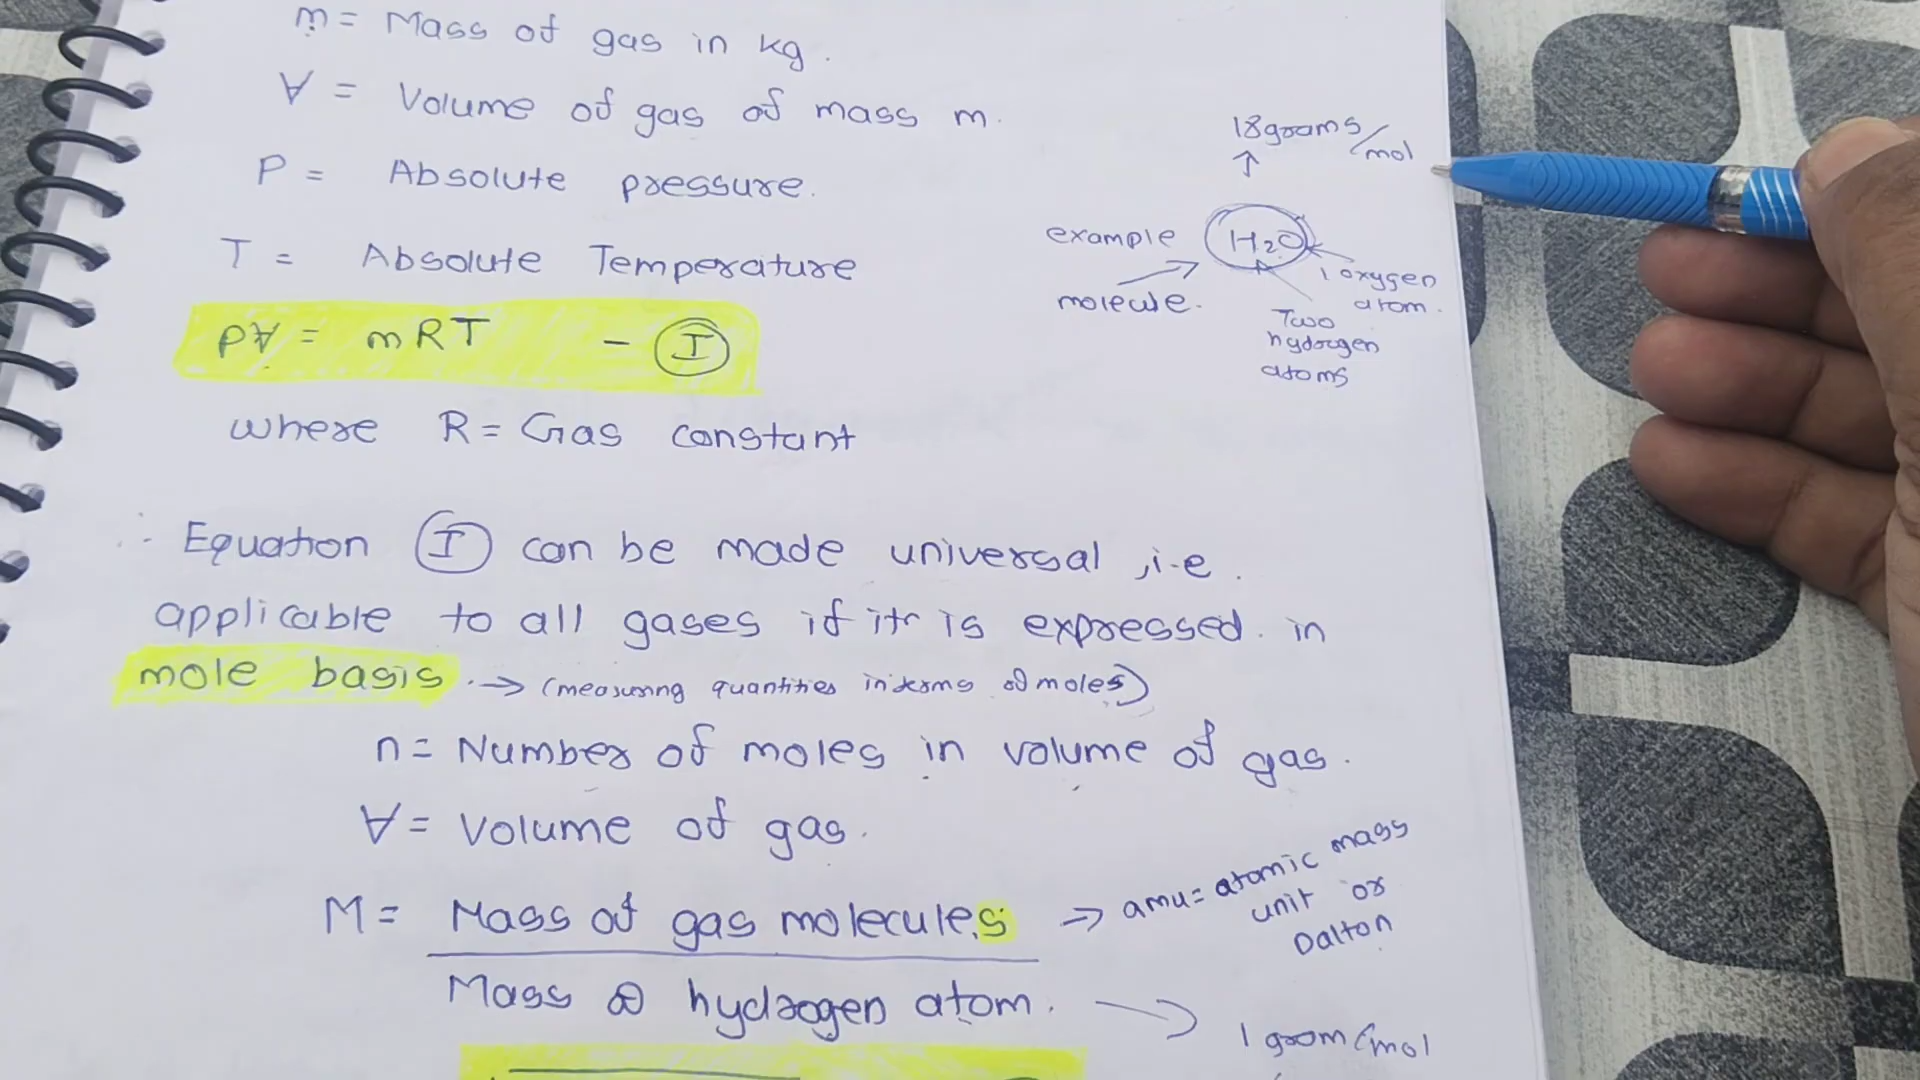 m = Mass of gas in kg.
∀ = Volume of gas of mass m.
P = Absolute pressure.
T = Absolute Temperature
P∀ = mRT - I
where R = Gas constant
18 grams/mol
↑
example H₂O
molecule.
1 oxygen
atom.
Two
hydrogen
atoms
∴ Equation I can be made universal, i.e.
applicable to all gases if it is expressed in
mole basis. → (measuring quantities in terms of moles)
n = Number of moles in volume of gas.
∀ = Volume of gas.
M = Mass of gas molecules → amu = atomic mass
unit or
Dalton
Mass of hydrogen atom. → 1 gram/mol